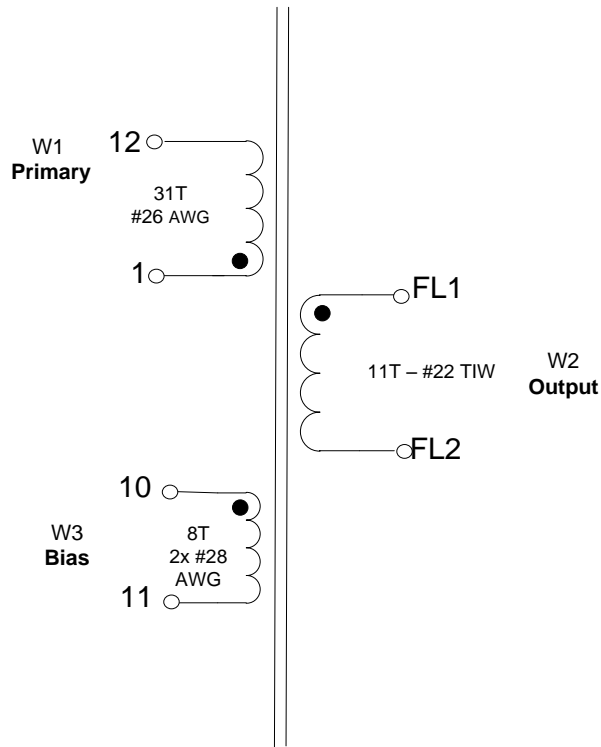 12
W1
Primary
31T
#26 AWG
1
FL1
11T – #22 TIW
W2
Output
FL2
10
W3
Bias
8T
2x #28
AWG
11